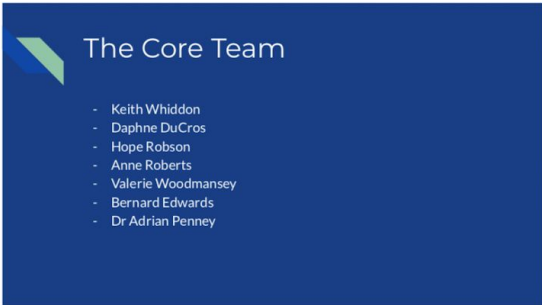 The Core Team
- Keith Whiddon
- Daphne DuCros
- Hope Robson
- Anne Roberts
- Valerie Woodmansey
- Bernard Edwards
- Dr Adrian Penney